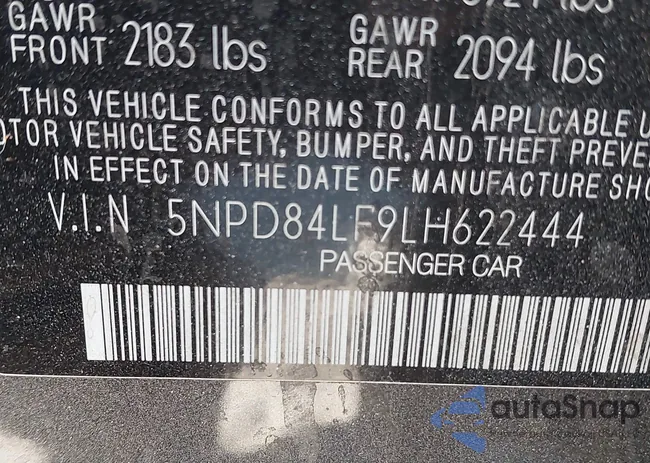 GAWR FRONT 2183 lbs GAWR REAR 2094 lbs
THIS VEHICLE CONFORMS TO ALL APPLICABLE
OTOR VEHICLE SAFETY, BUMPER, AND THEFT PREVE
IN EFFECT ON THE DATE OF MANUFACTURE SHO
V.I.N 5NPD84LF9LH622444
PASSENGER CAR
autoSnap